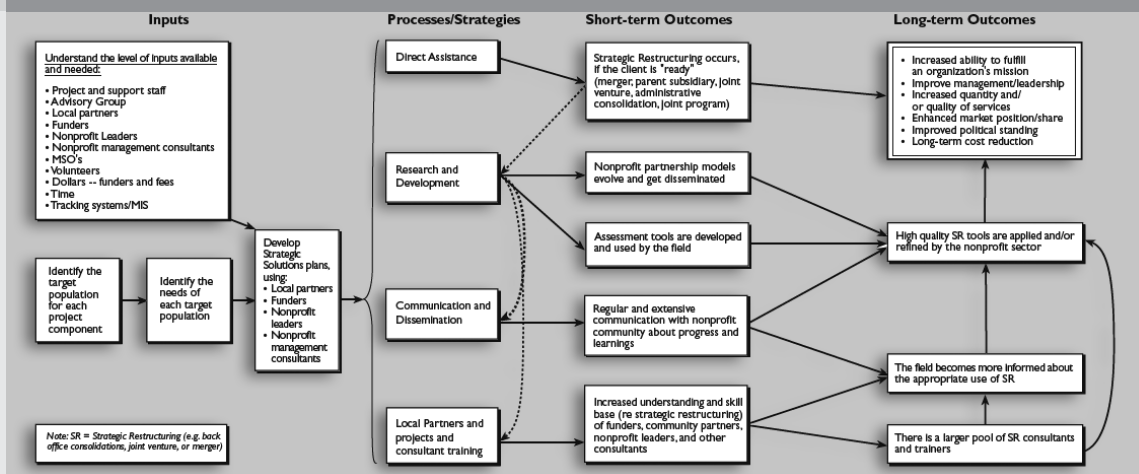 Inputs
Processes/Strategies
Short-term Outcomes
Long-term Outcomes
Understand the level of inputs available
and needed:
• Project and support staff
• Advisory Group
• Local partners
• Funders
• Nonprofit Leaders
• Nonprofit management consultants
• MSO's
• Volunteers
• Dollars -- funders and fees
• Time
• Tracking systems/MIS
Identify the
target
population
for each
project
component
Identify the
needs of
each target
population
Develop
Strategic
Solutions plans,
using:
• Local partners
• Funders
• Nonprofit
leaders
• Nonprofit
management
consultants
Note: SR = Strategic Restructuring (e.g. back
office consolidations, joint venture, or merger)
Direct Assistance
Research and
Development
Communication and
Dissemination
Local Partners and
projects and
consultant training
Strategic Restructuring occurs,
if the client is "ready"
(merger, parent subsidiary, joint
venture, administrative
consolidation, joint program)
Nonprofit partnership models
evolve and get disseminated
Assessment tools are developed
and used by the field
Regular and extensive
communication with nonprofit
community about progress and
learnings
Increased understanding and skill
base (re strategic restructuring)
of funders, community partners,
nonprofit leaders, and other
consultants
• Increased ability to fulfill
an organization's mission
• Improve management/leadership
• Increased quantity and/
or quality of services
• Enhanced market position/share
• Improved political standing
• Long-term cost reduction
High quality SR tools are applied and/or
refined by the nonprofit sector
The field becomes more informed about
the appropriate use of SR
There is a larger pool of SR consultants
and trainers